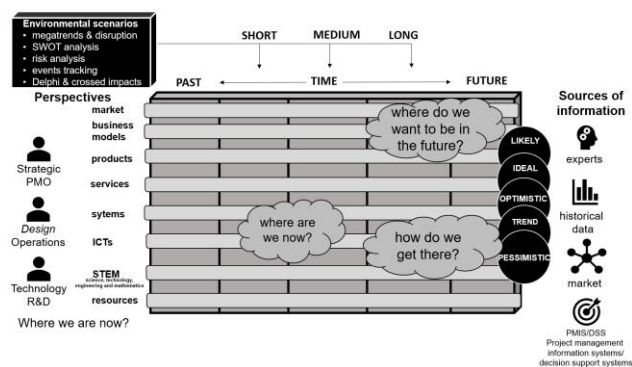 Environmental scenarios
• megatrends & disruption
• SWOT analysis
• risk analysis
• events tracking
• Delphi & crossed impacts
SHORT
MEDIUM
LONG
PAST
TIME
FUTURE
Perspectives
Strategic
PMO
Design
Operations
Technology
R&D
Where we are now?
market
business
models
products
services
sytems
ICTs
STEM
science, technology,
engineering and mathematics
resources
where do we
want to be in
the future?
where are
we now?
how do we
get there?
LIKELY
IDEAL
OPTIMISTIC
TREND
PESSIMISTIC
Sources of
information
experts
historical
data
market
PMIS/DSS
Project management
information systems/
decision support systems